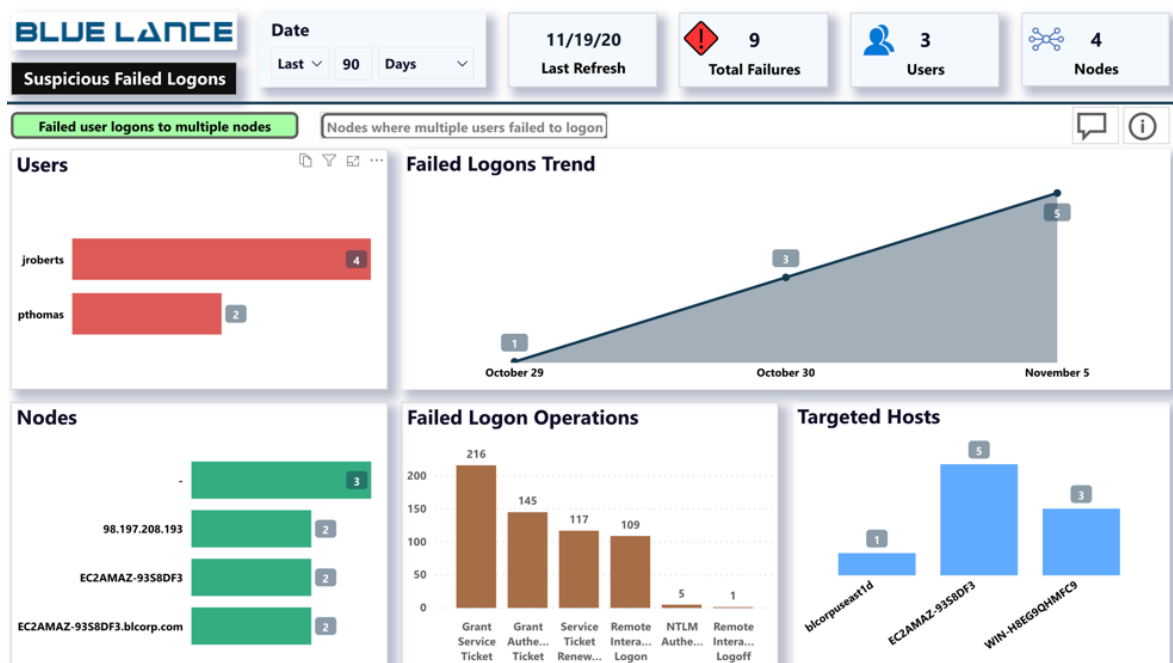 BLUE LANCE
Suspicious Failed Logons
Date
Last
90
Days
11/19/20
Last Refresh
9
Total Failures
3
Users
4
Nodes
Failed user logons to multiple nodes
Nodes where multiple users failed to logon
Users
jroberts
4
pthomas
2
Failed Logons Trend
1
3
5
October 29
October 30
November 5
Nodes
-
3
98.197.208.193
2
EC2AMAZ-93S8DF3
2
EC2AMAZ-93S8DF3.blcorp.com
2
Failed Logon Operations
200
150
100
50
0
216
145
117
109
5
1
Grant
Service
Ticket
Grant
Authe...
Ticket
Service
Ticket
Renew...
Remote
Intera...
Logon
NTLM
Authe...
Remote
Intera...
Logoff
Targeted Hosts
1
5
3
blcorpuseast1d
EC2AMAZ-93S8DF3
WIN-H8EG9QHMFC9